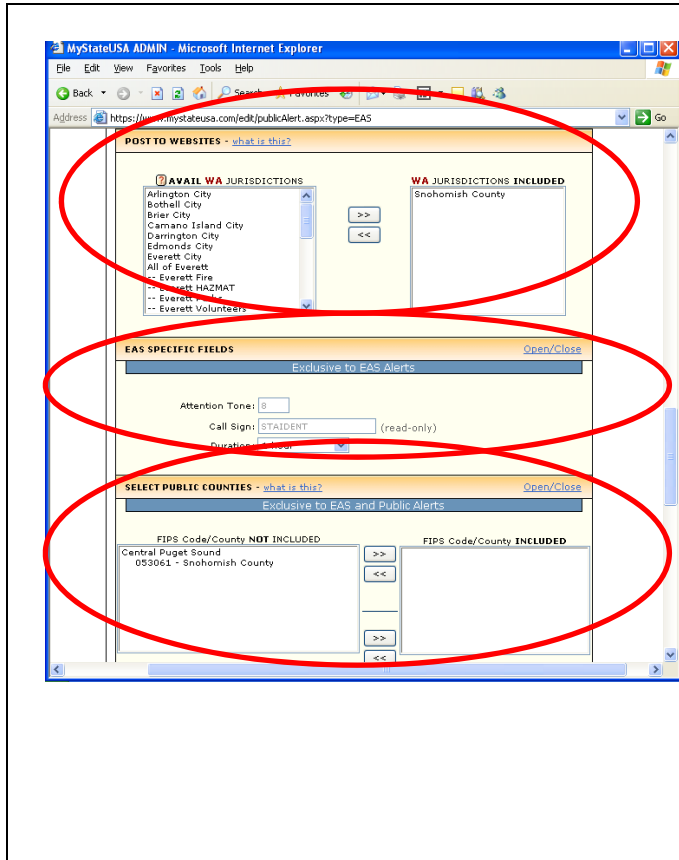 MyStateUSA ADMIN - Microsoft Internet Explorer
File Edit View Favorites Tools Help
Back Search Favorites
Address https://www.mystateusa.com/edit/publicAlert.aspx?type=EAS Go
POST TO WEBSITES - what is this?
AVAIL WA JURISDICTIONS
WA JURISDICTIONS INCLUDED
Arlington City
Bothell City
Brier City
Camano Island City
Darrington City
Edmonds City
Everett City
All of Everett
-- Everett Fire
-- Everett HAZMAT
-- Everett
-- Everett Volunteers
>>
<<
Snohomish County
EAS SPECIFIC FIELDS Open/Close
Exclusive to EAS Alerts
Attention Tone: 8
Call Sign: STAIDENT (read-only)
Duration: hour
SELECT PUBLIC COUNTIES - what is this? Open/Close
Exclusive to EAS and Public Alerts
FIPS Code/County NOT INCLUDED
FIPS Code/County INCLUDED
Central Puget Sound
053061 - Snohomish County
>>
<<
>>
<<